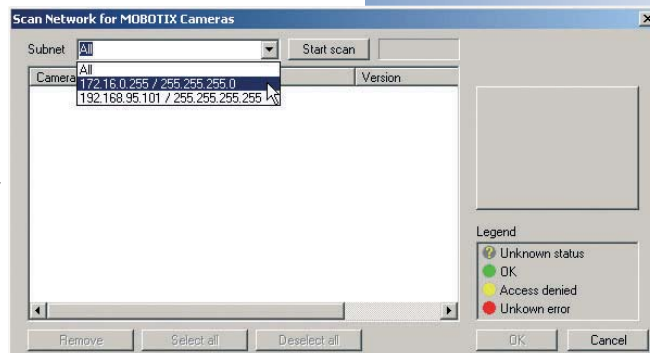 Scan Network for MOBOTIX Cameras
Subnet All Start scan
All
172.16.0.255 / 255.255.255.0
192.168.95.101 / 255.255.255.255
Camera Version
Legend
Unknown status
OK
Access denied
Unkown error
Remove Select all Deselect all OK Cancel